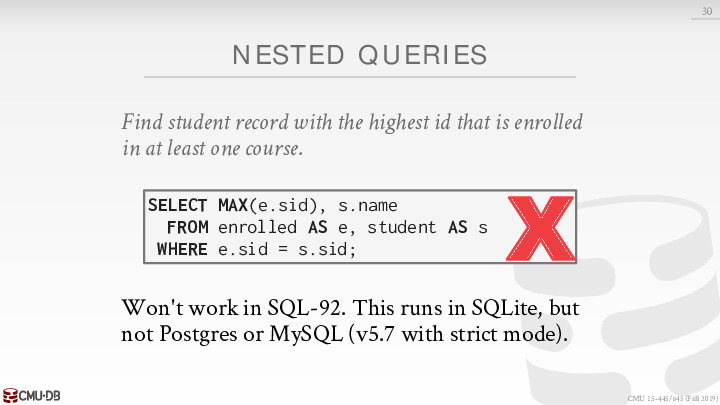 30
NESTED QUERIES
Find student record with the highest id that is enrolled
in at least one course.
SELECT MAX(e.sid), s.name
FROM enrolled AS e, student AS s
WHERE e.sid = s.sid;
X
Won't work in SQL-92. This runs in SQLite, but
not Postgres or MySQL (v5.7 with strict mode).
CMU·DB
CMU 15-445/645 (Fall 2019)